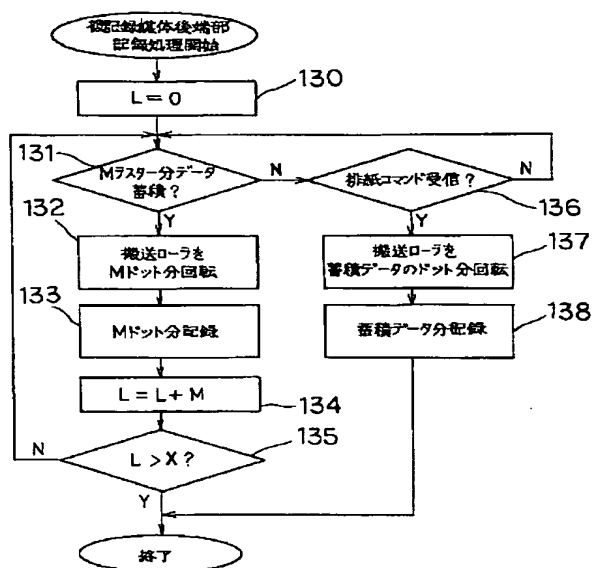 被記録媒体後端部
記録処理開始
L=0
130
131
Mラスター分データ
蓄積?
N
Y
排紙コマンド受信?
N
Y
136
132
搬送ローラを
Mドット分回転
搬送ローラを
蓄積データのドット分回転
137
133
Mドット分記録
蓄積データ分記録
138
L=L+M
134
L>X?
135
N
Y
終了